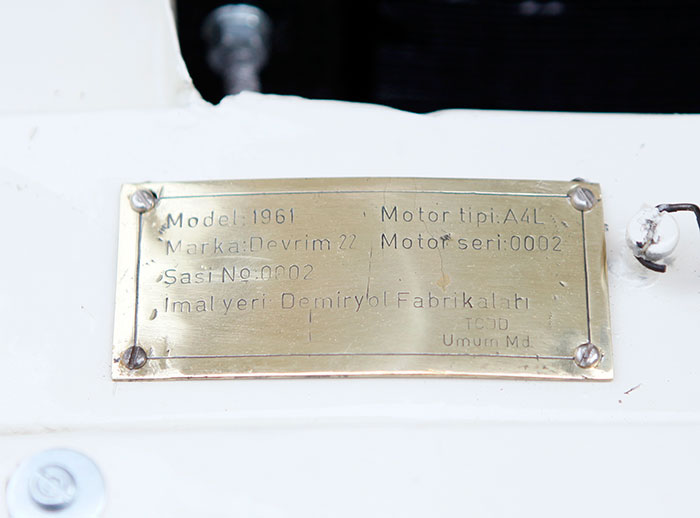 Model: 1961 Motor tipi:A4L
Marka:Devrim 22 Motor seri:0002
Şasi No:0002
İmal yeri Demiryol Fabrikaları
TCDD
Umum Md.